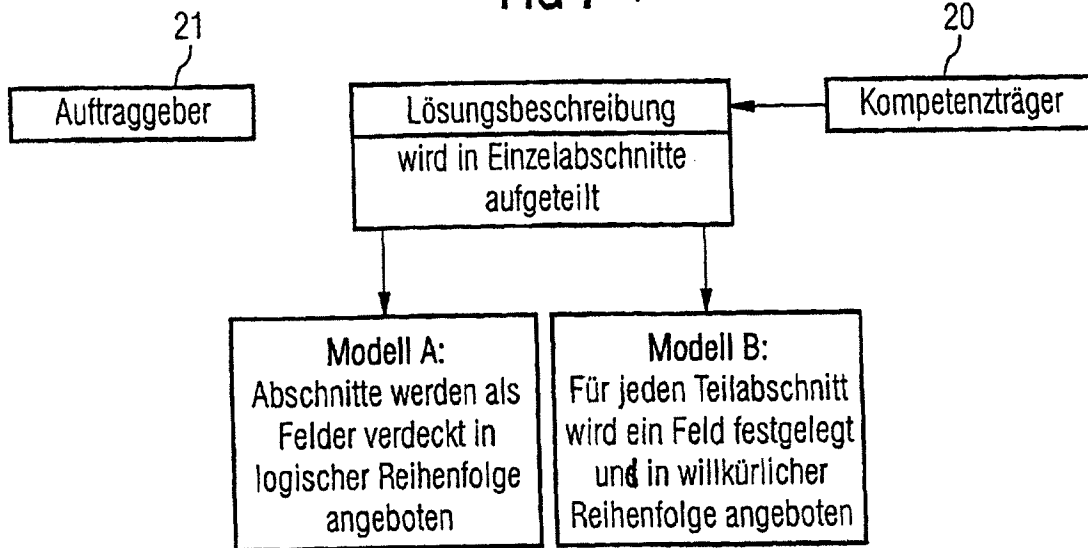 21
20
Auftraggeber
Lösungsbeschreibung
Kompetenzträger
wird in Einzelabschnitte
aufgeteilt
Modell A:
Abschnitte werden als
Felder verdeckt in
logischer Reihenfolge
angeboten
Modell B:
Für jeden Teilabschnitt
wird ein Feld festgelegt
und in willkürlicher
Reihenfolge angeboten